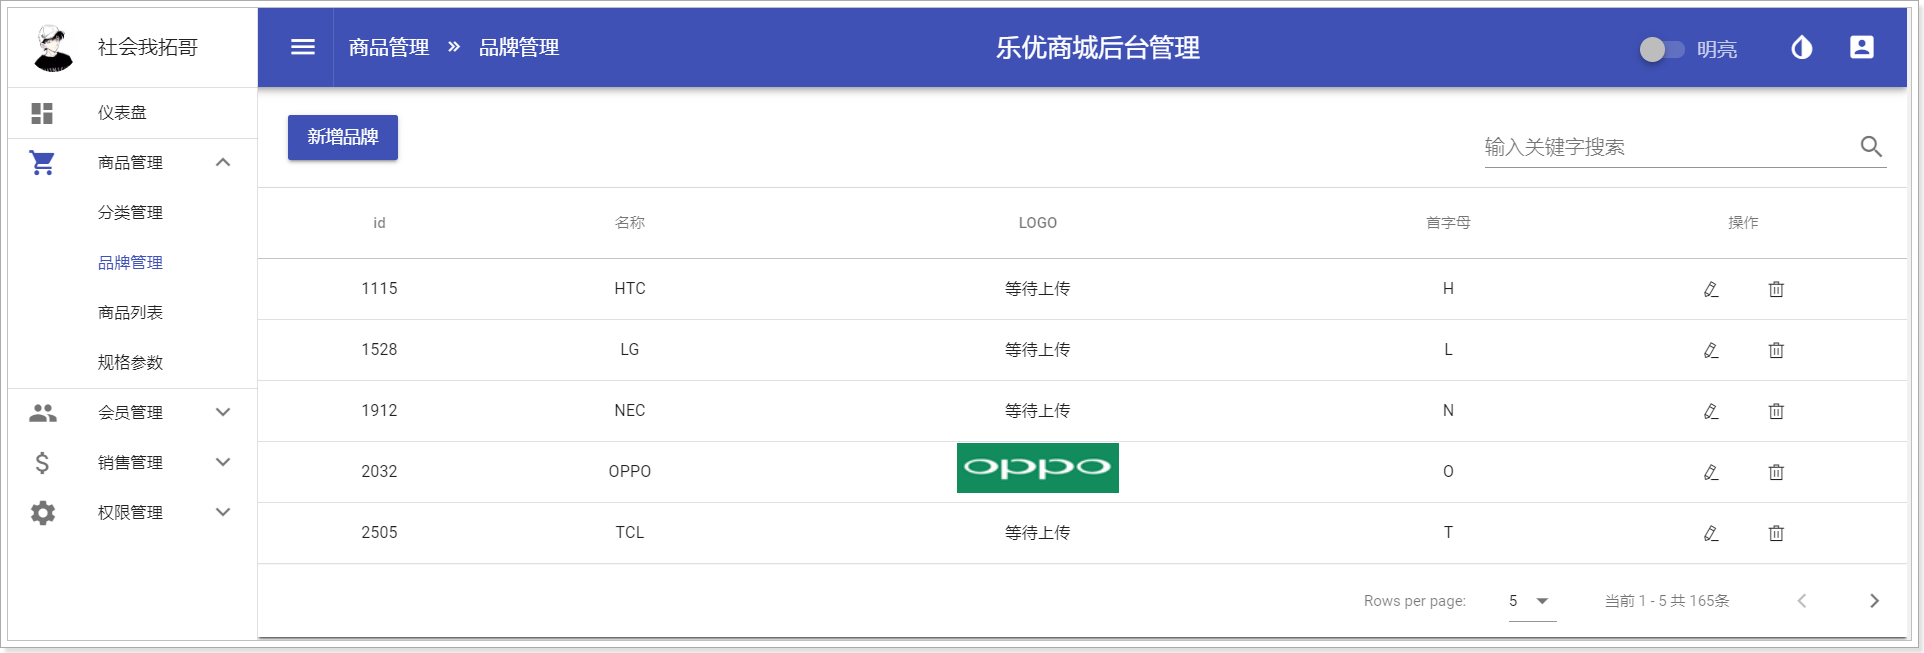 社会我拓哥
商品管理 » 品牌管理
乐优商城后台管理
明亮
仪表盘
商品管理
分类管理
品牌管理
商品列表
规格参数
会员管理
销售管理
权限管理
新增品牌
输入关键字搜索
id 名称 LOGO 首字母 操作
1115 HTC 等待上传 H
1528 LG 等待上传 L
1912 NEC 等待上传 N
2032 OPPO oppo O
2505 TCL 等待上传 T
Rows per page: 5 当前 1 - 5 共 165条